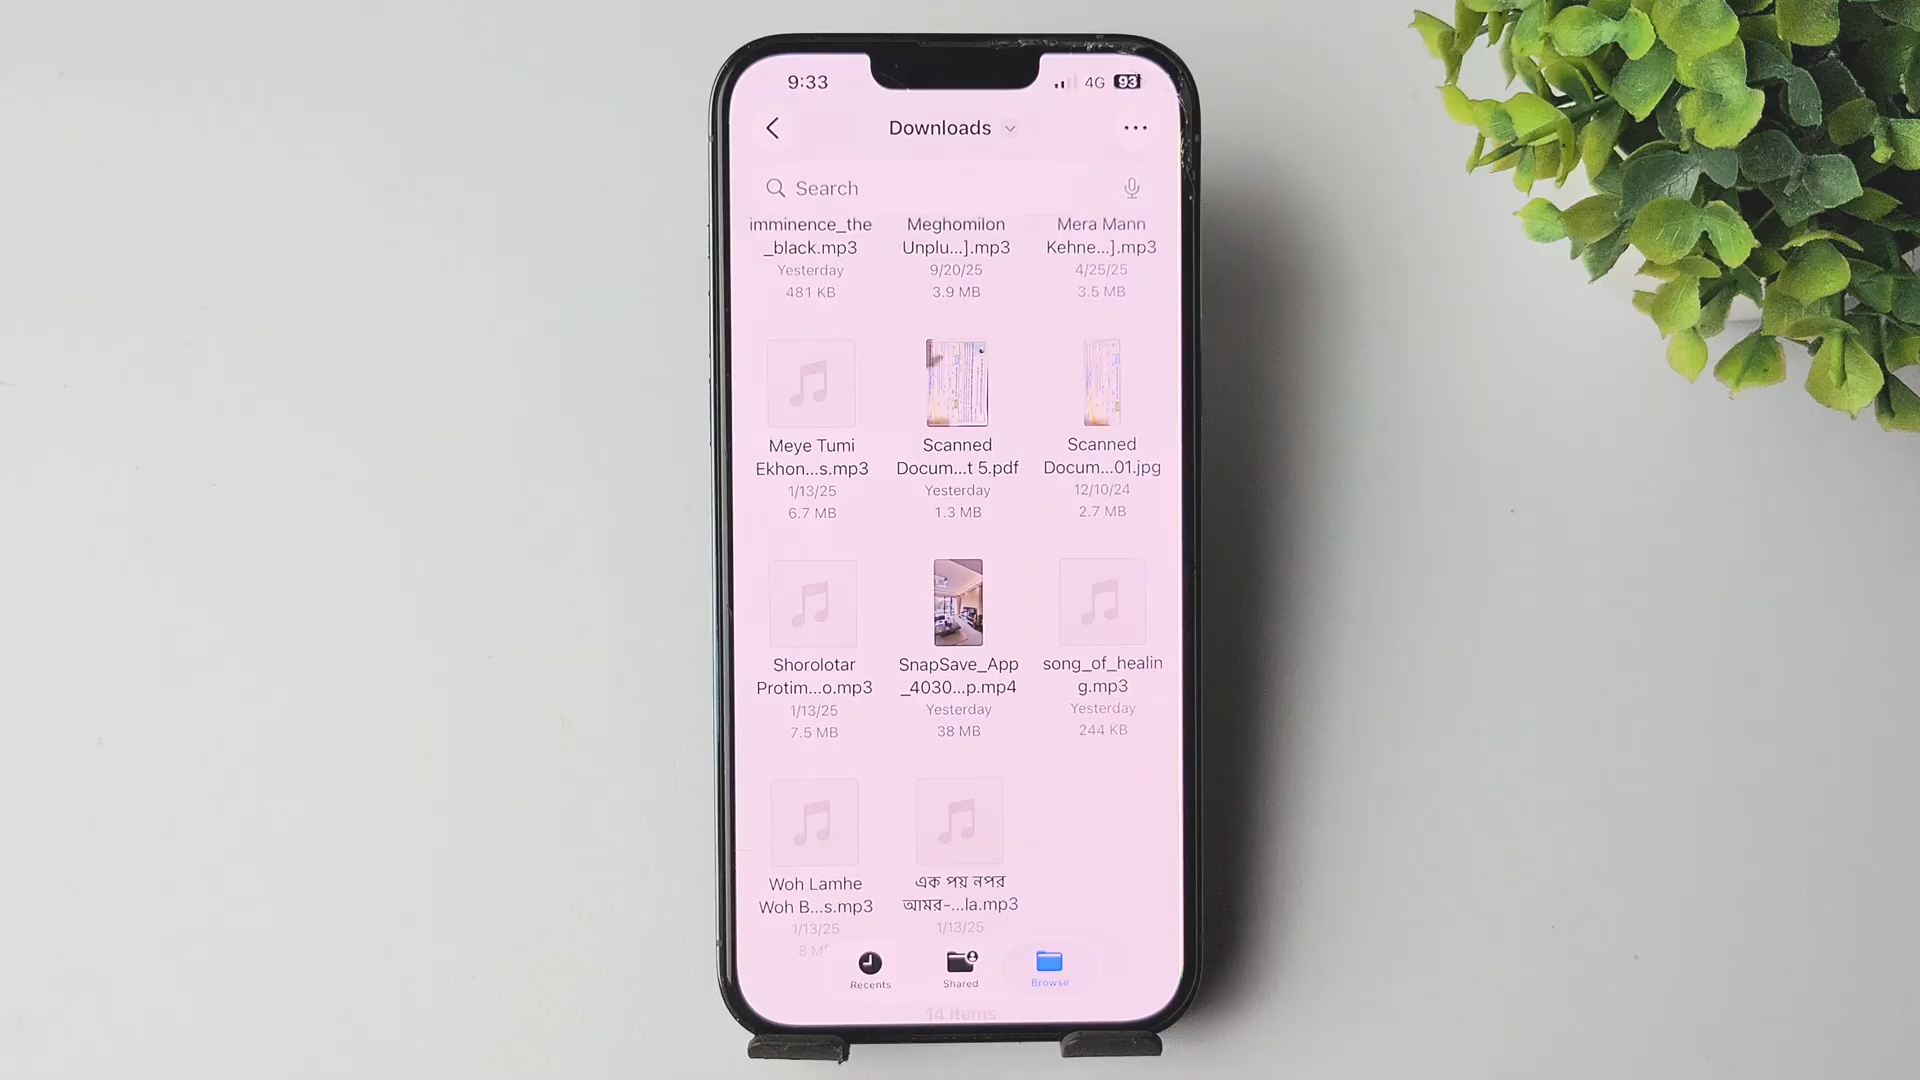 9:33
4G 93
Downloads
Search
imminence_the
_black.mp3
Yesterday
481 KB
Meghomilon
Unplu...].mp3
9/20/25
3.9 MB
Mera Mann
Kehne...].mp3
4/25/25
3.5 MB
Meye Tumi
Ekhon...s.mp3
1/13/25
6.7 MB
Scanned
Docum...t 5.pdf
Yesterday
1.3 MB
Scanned
Docum...01.jpg
12/10/24
2.7 MB
Shorolotar
Protim...o.mp3
1/13/25
7.5 MB
SnapSave_App
_4030...p.mp4
Yesterday
38 MB
song_of_healin
g.mp3
Yesterday
244 KB
Woh Lamhe
Woh B...s.mp3
1/13/25
8 MB
এক পয় নপর
আমর-...la.mp3
1/13/25
Recents
Shared
Browse
14 items